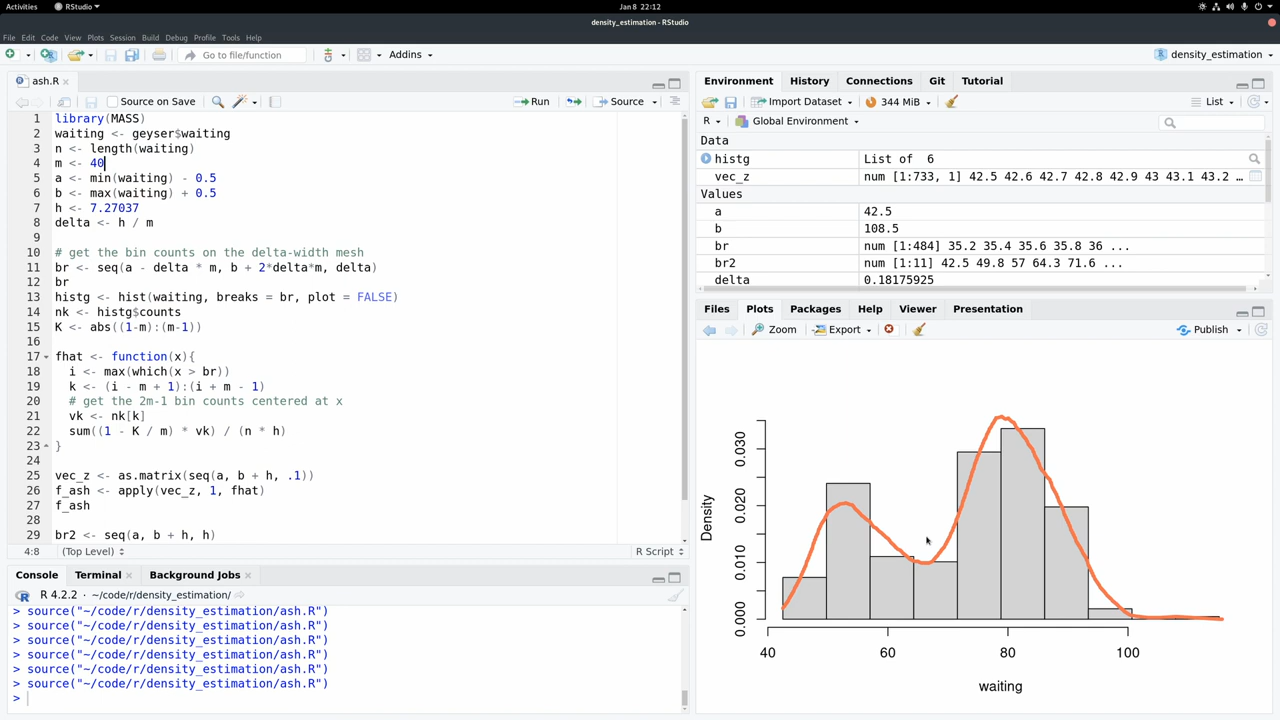 Activities RStudio Jan 8 22:12
density_estimation - RStudio
File Edit Code View Plots Session Build Debug Profile Tools Help
Go to file/function Addins density_estimation
ash.R
Source on Save Run Source
1 library(MASS)
2 waiting <- geyser$waiting
3 n <- length(waiting)
4 m <- 40
5 a <- min(waiting) - 0.5
6 b <- max(waiting) + 0.5
7 h <- 7.27037
8 delta <- h / m
9
10 # get the bin counts on the delta-width mesh
11 br <- seq(a - delta * m, b + 2*delta*m, delta)
12 br
13 histg <- hist(waiting, breaks = br, plot = FALSE)
14 nk <- histg$counts
15 K <- abs((1-m):(m-1))
16
17 fhat <- function(x){
18 i <- max(which(x > br))
19 k <- (i - m + 1):(i + m - 1)
20 # get the 2m-1 bin counts centered at x
21 vk <- nk[k]
22 sum((1 - K / m) * vk) / (n * h)
23 }
24
25 vec_z <- as.matrix(seq(a, b + h, .1))
26 f_ash <- apply(vec_z, 1, fhat)
27 f_ash
28
29 br2 <- seq(a, b + h, h)
4:8 (Top Level) R Script
Console Terminal Background Jobs
R 4.2.2 · ~/code/r/density_estimation/
> source("~/code/r/density_estimation/ash.R")
> source("~/code/r/density_estimation/ash.R")
> source("~/code/r/density_estimation/ash.R")
> source("~/code/r/density_estimation/ash.R")
> source("~/code/r/density_estimation/ash.R")
> source("~/code/r/density_estimation/ash.R")
>
Environment History Connections Git Tutorial
Import Dataset 344 MiB List
R Global Environment
Data
histg List of 6
vec_z num [1:733, 1] 42.5 42.6 42.7 42.8 42.9 43 43.1 43.2 …
Values
a 42.5
b 108.5
br num [1:484] 35.2 35.4 35.6 35.8 36 ...
br2 num [1:11] 42.5 49.8 57 64.3 71.6 ...
delta 0.18175925
Files Plots Packages Help Viewer Presentation
Zoom Export Publish
Density
0.030
0.020
0.010
0.000
40 60 80 100
waiting